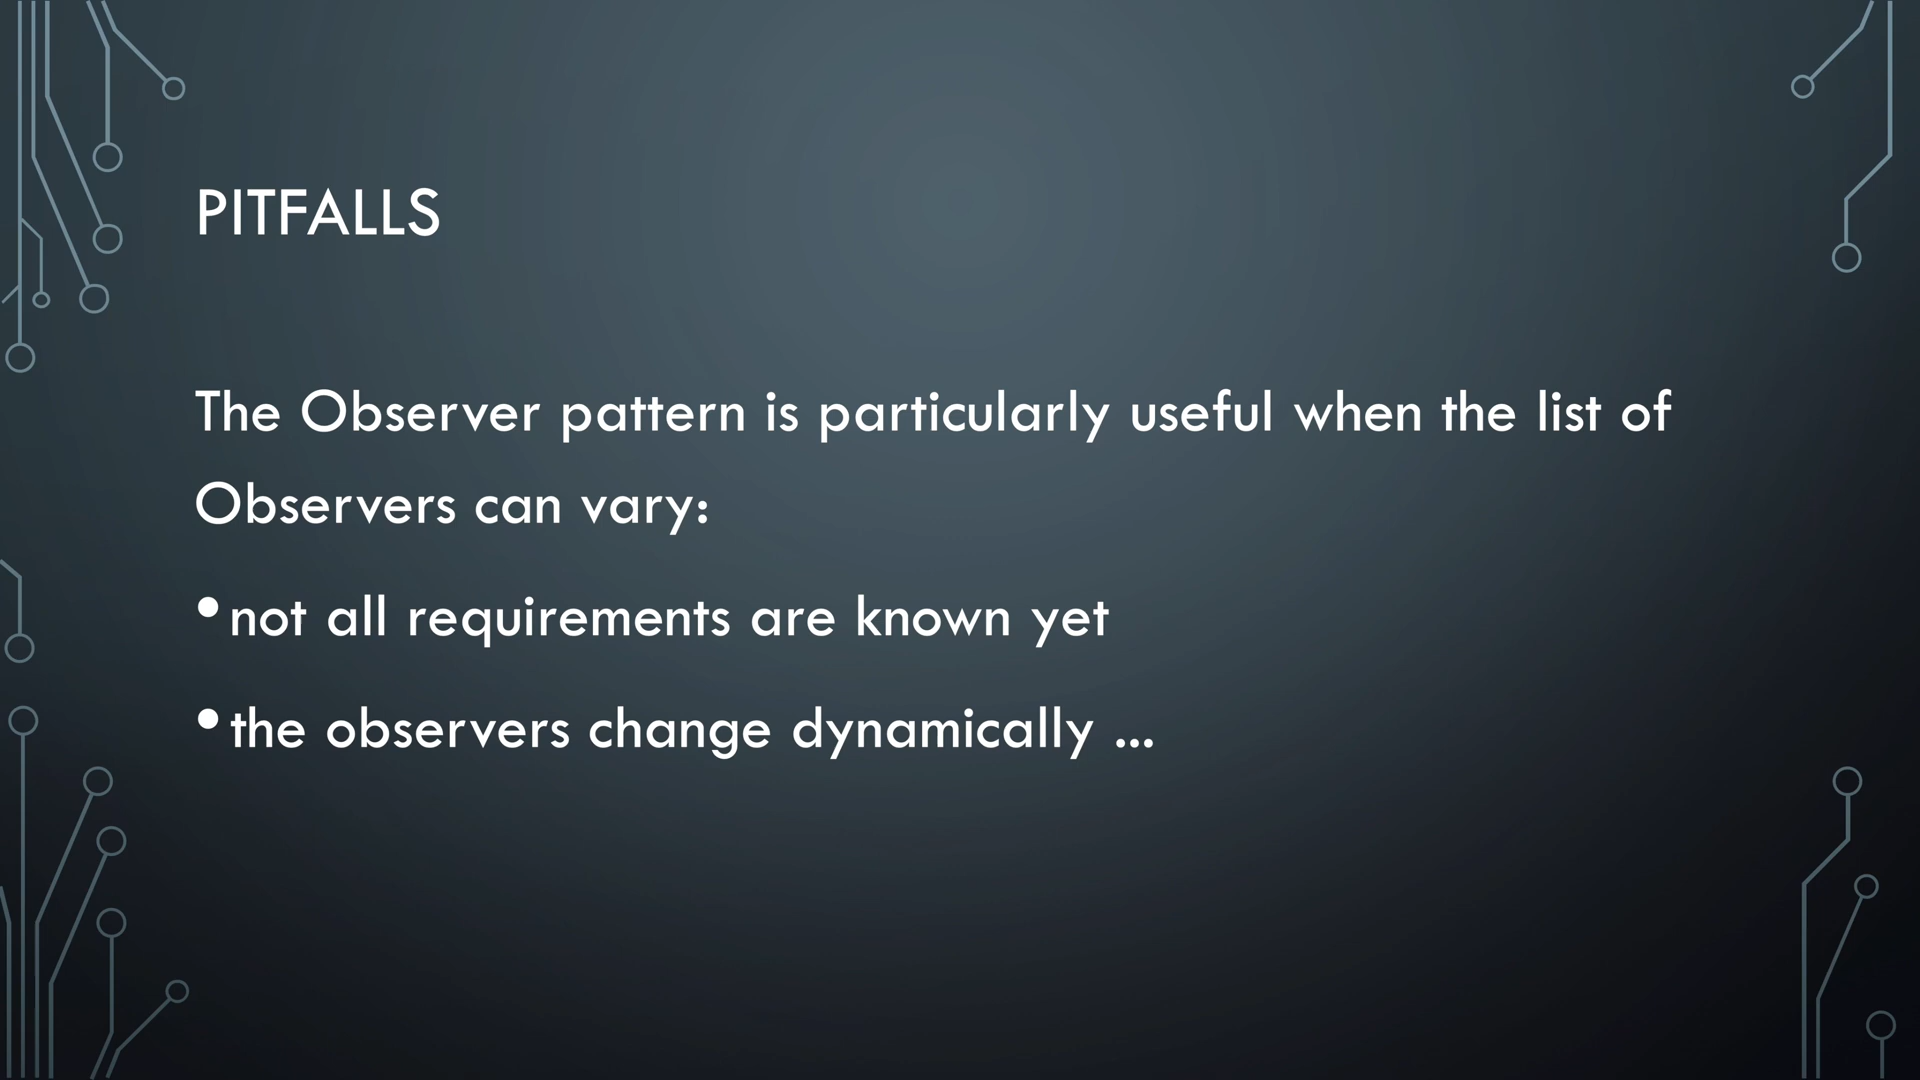 PITFALLS
The Observer pattern is particularly useful when the list of
Observers can vary:
• not all requirements are known yet
• the observers change dynamically ...